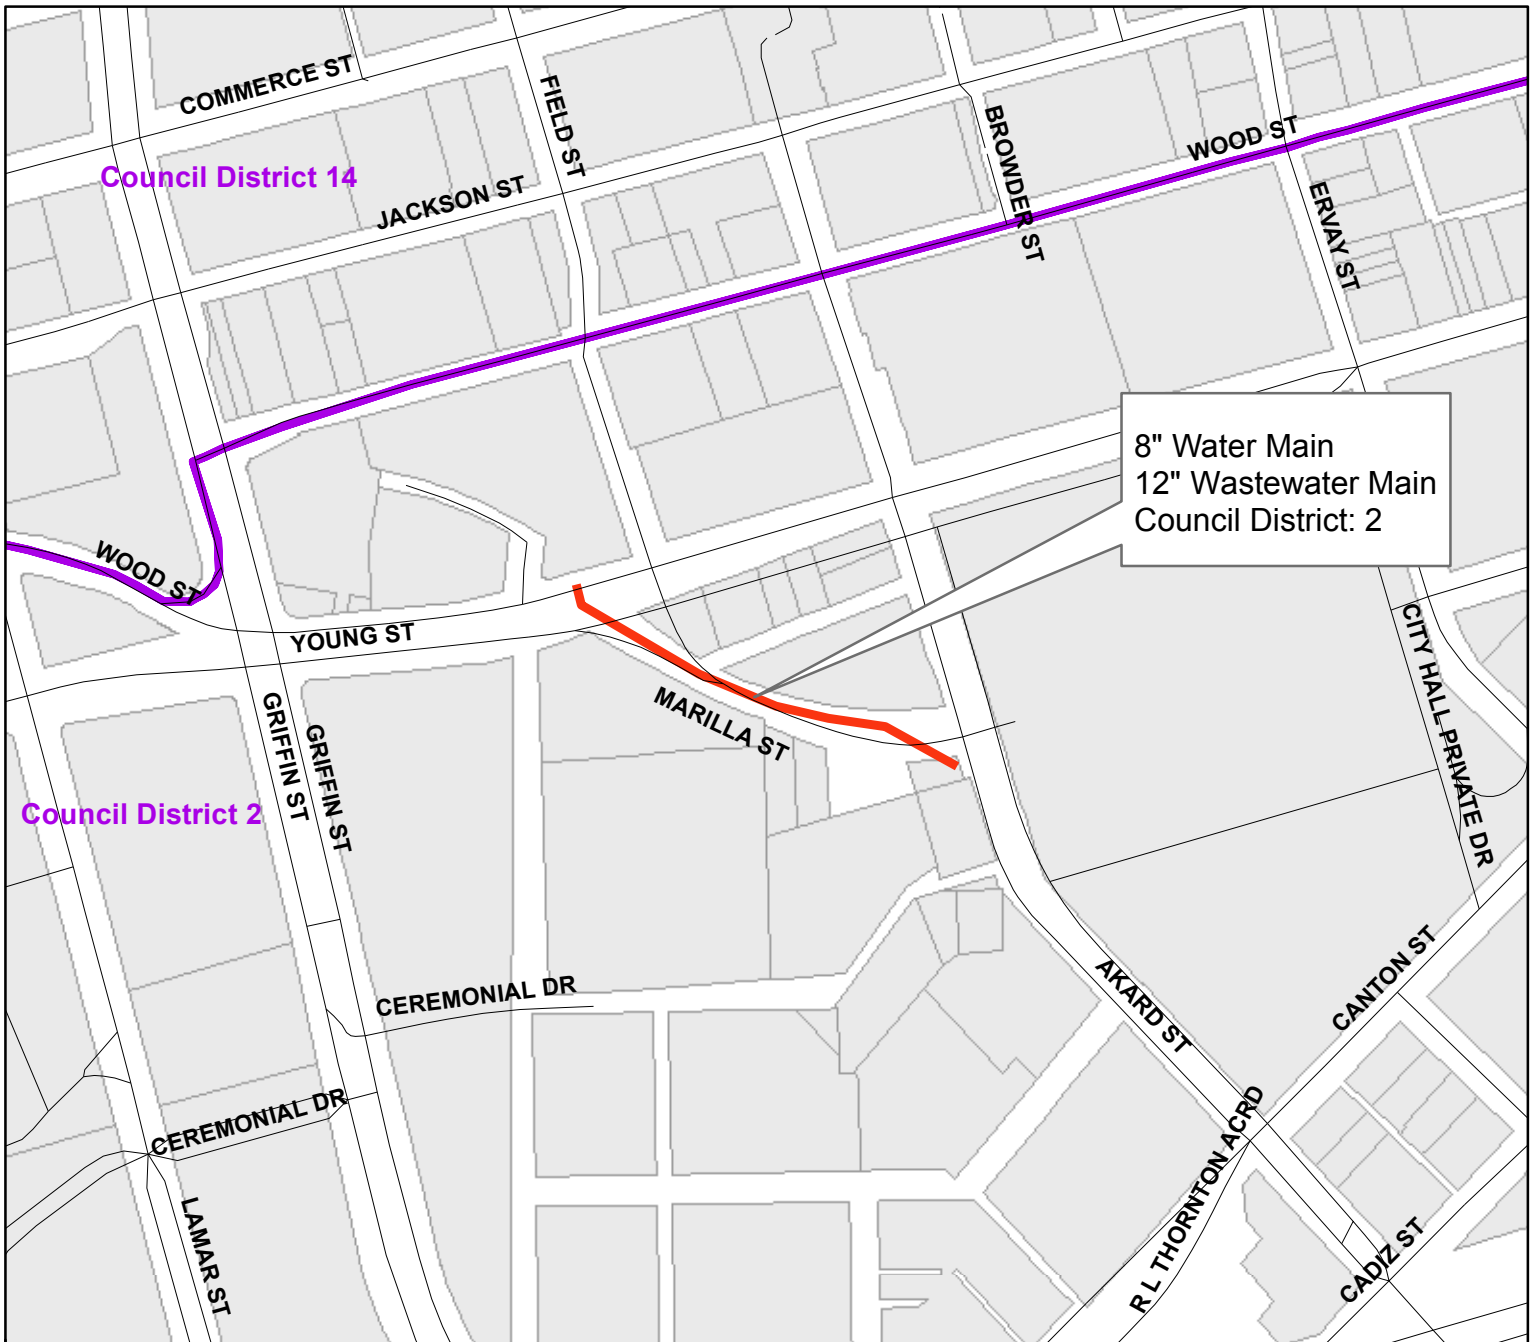 COMMERCE ST
FIELD ST
BROWDER ST
WOOD ST
Council District 14
JACKSON ST
ERVAY ST
8" Water Main
12" Wastewater Main
Council District: 2
WOOD ST
YOUNG ST
CITY HALL PRIVATE DR
MARILLA ST
GRIFFIN ST
GRIFFIN ST
Council District 2
CEREMONIAL DR
AKARD ST
CANTON ST
CEREMONIAL DR
R L THORNTON ACRD
LAMAR ST
CADIZ ST